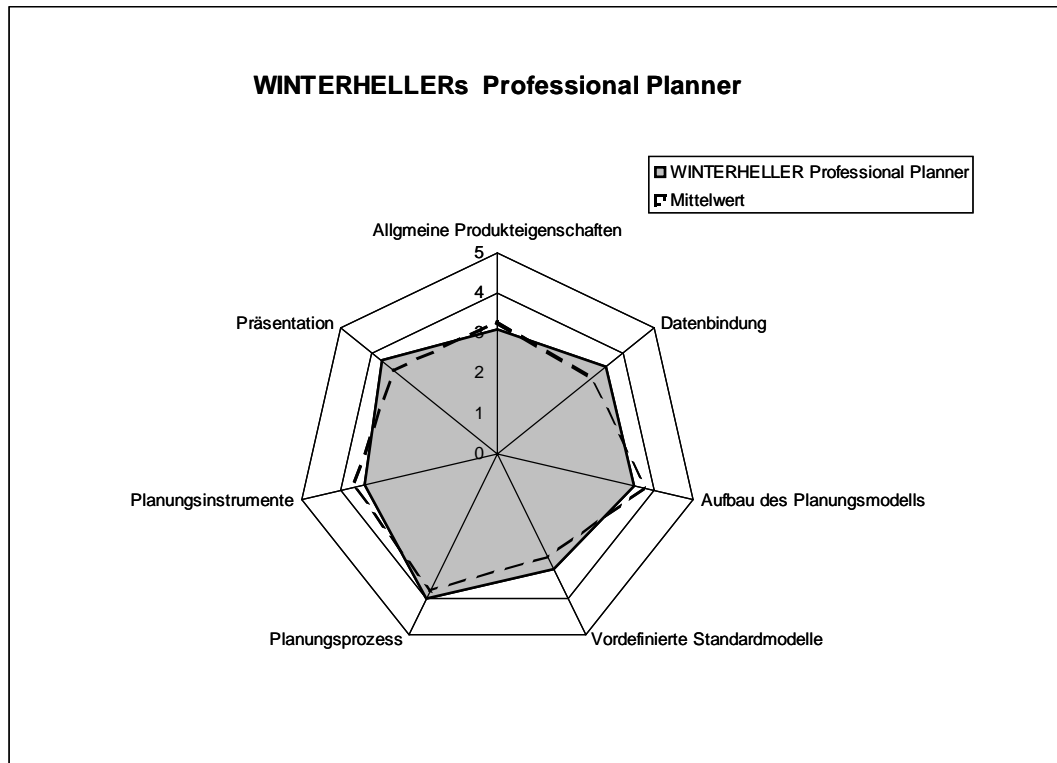 WINTERHELLERs Professional Planner
WINTERHELLER Professional Planner
Mittelwert
Allgmeine Produkteigenschaften
5
4
3
2
1
0
Präsentation
Datenbindung
Planungsinstrumente
Aufbau des Planungsmodells
Planungsprozess
Vordefinierte Standardmodelle